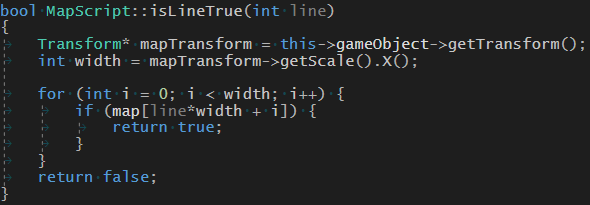 bool MapScript::isLineTrue(int line)
{
    Transform* mapTransform = this->gameObject->getTransform();
    int width = mapTransform->getScale().X();

    for (int i = 0; i < width; i++) {
        if (map[line*width + i]) {
            return true;
        }
    }
    return false;
}